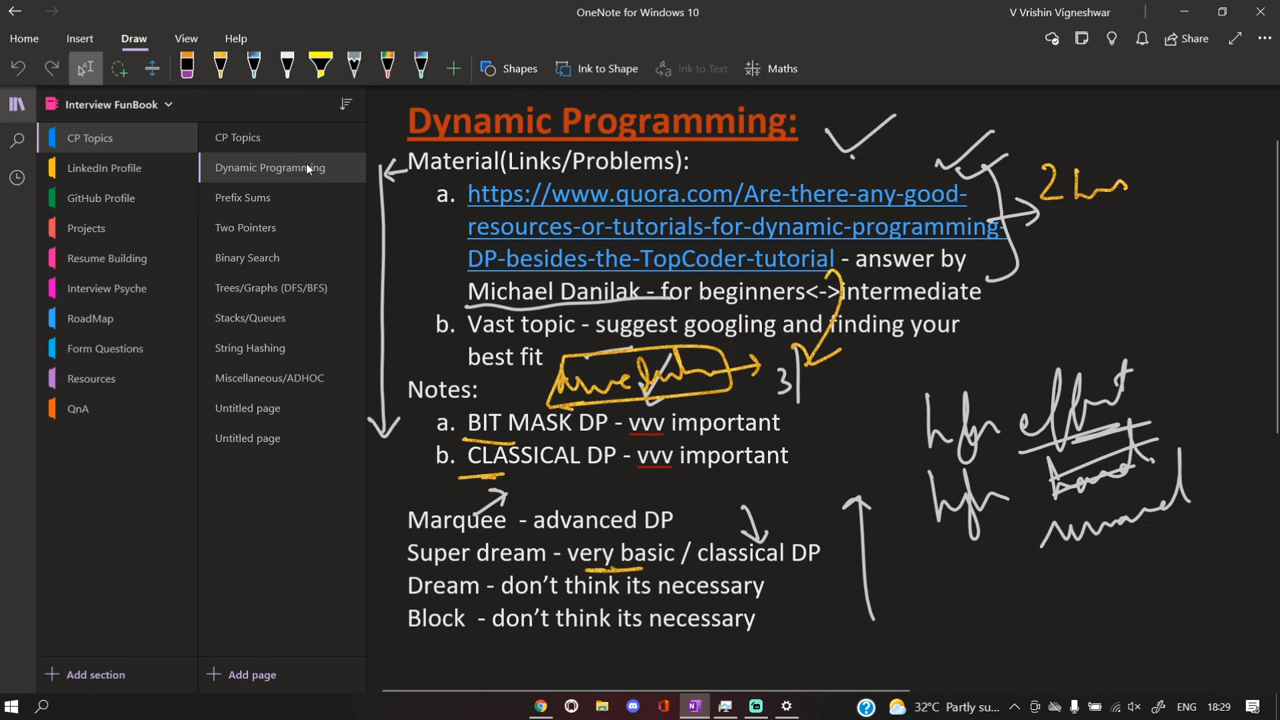 OneNote for Windows 10
V Vrishin Vigneshwar
Home Insert Draw View Help
Share
Shapes Ink to Shape Ink to Text Maths
Interview FunBook
CP Topics
LinkedIn Profile
GitHub Profile
Projects
Resume Building
Interview Psyche
RoadMap
Form Questions
Resources
QnA
Add section
CP Topics
Dynamic Programming
Prefix Sums
Two Pointers
Binary Search
Trees/Graphs (DFS/BFS)
Stacks/Queues
String Hashing
Miscellaneous/ADHOC
Untitled page
Untitled page
Add page
Dynamic Programming:
Material(Links/Problems):
a. https://www.quora.com/Are-there-any-good-
resources-or-tutorials-for-dynamic-programming-
DP-besides-the-TopCoder-tutorial - answer by
Michael Danilak - for beginners<->intermediate
b. Vast topic - suggest googling and finding your
best fit
Notes:
a. BIT MASK DP - vvv important
b. CLASSICAL DP - vvv important
Marquee - advanced DP
Super dream - very basic / classical DP
Dream - don't think its necessary
Block - don't think its necessary
2 hrs
high effort
high
reward
32°C Partly su...
ENG
18:29